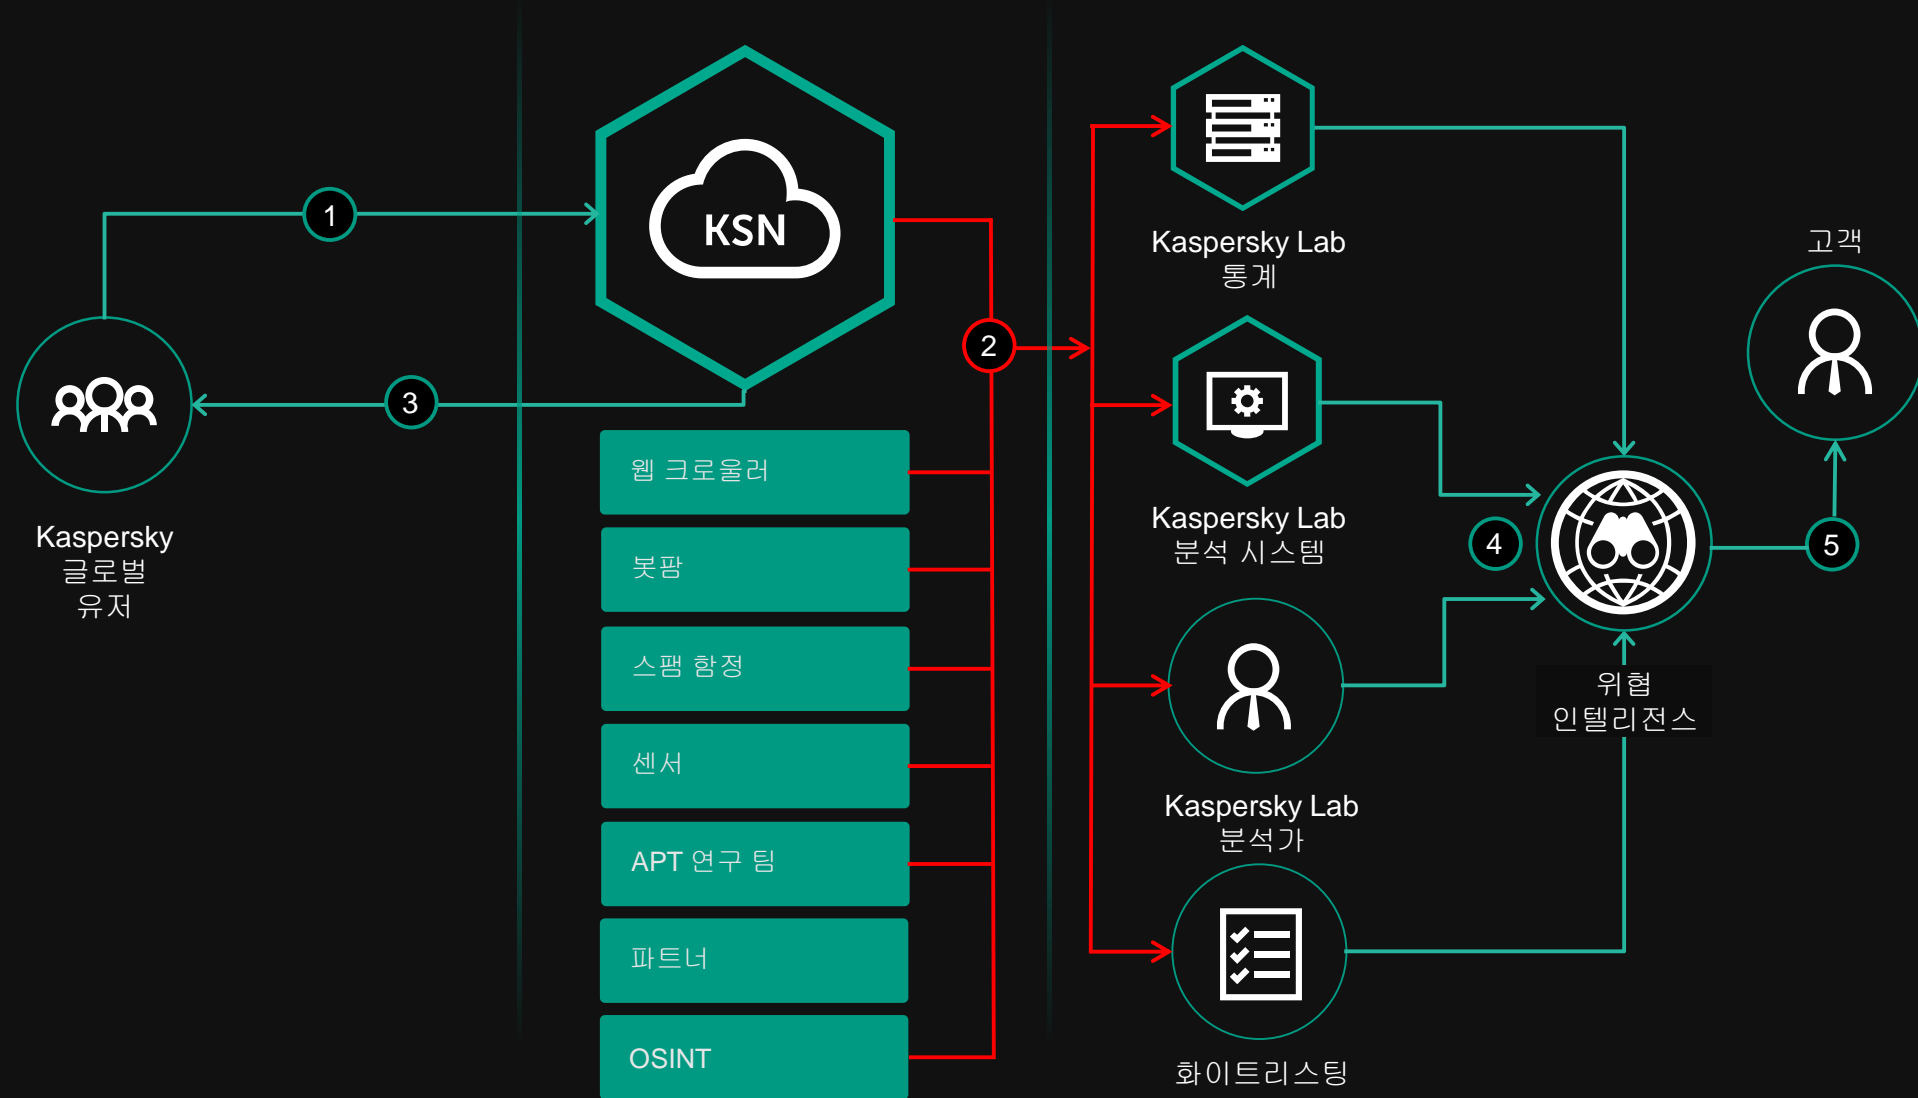 1
3
Kaspersky
글로벌
유저
KSN
2
웹 크로울러
봇팜
스팸 함정
센서
APT 연구 팀
파트너
OSINT
Kaspersky Lab
통계
Kaspersky Lab
분석 시스템
Kaspersky Lab
분석가
화이트리스팅
4
위협
인텔리전스
5
고객